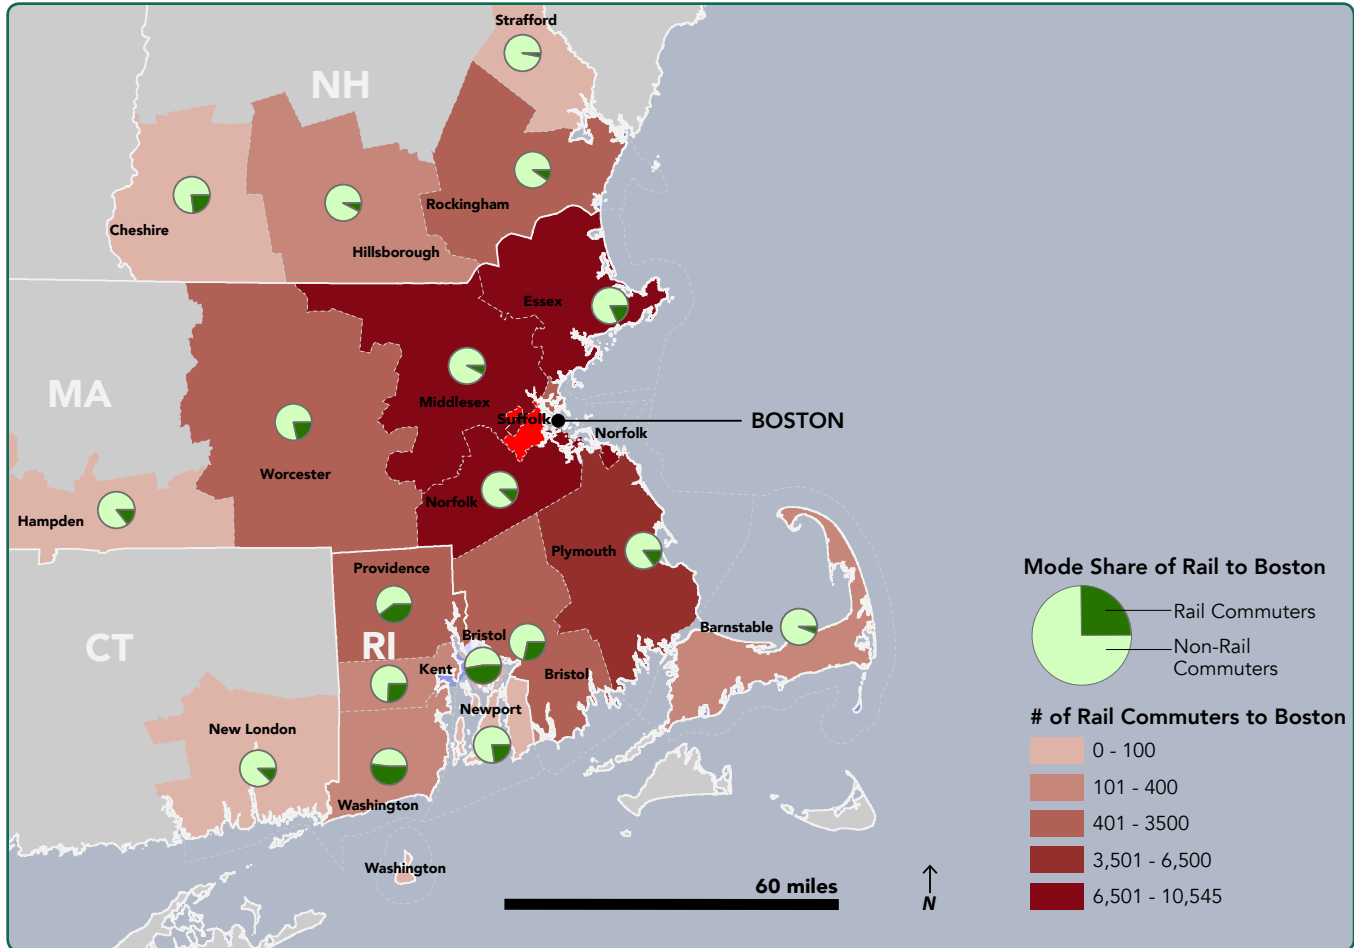 Strafford
NH
Rockingham
Cheshire
Hillsborough
Essex
MA
Middlesex
Suffolk
BOSTON
Norfolk
Worcester
Norfolk
Hampden
Plymouth
Providence
Mode Share of Rail to Boston
Rail Commuters
Non-Rail
Commuters
Barnstable
Bristol
CT
RI
Kent
Bristol
Newport
New London
# of Rail Commuters to Boston
0 - 100
101 - 400
401 - 3500
3,501 - 6,500
6,501 - 10,545
Washington
Washington
60 miles
N